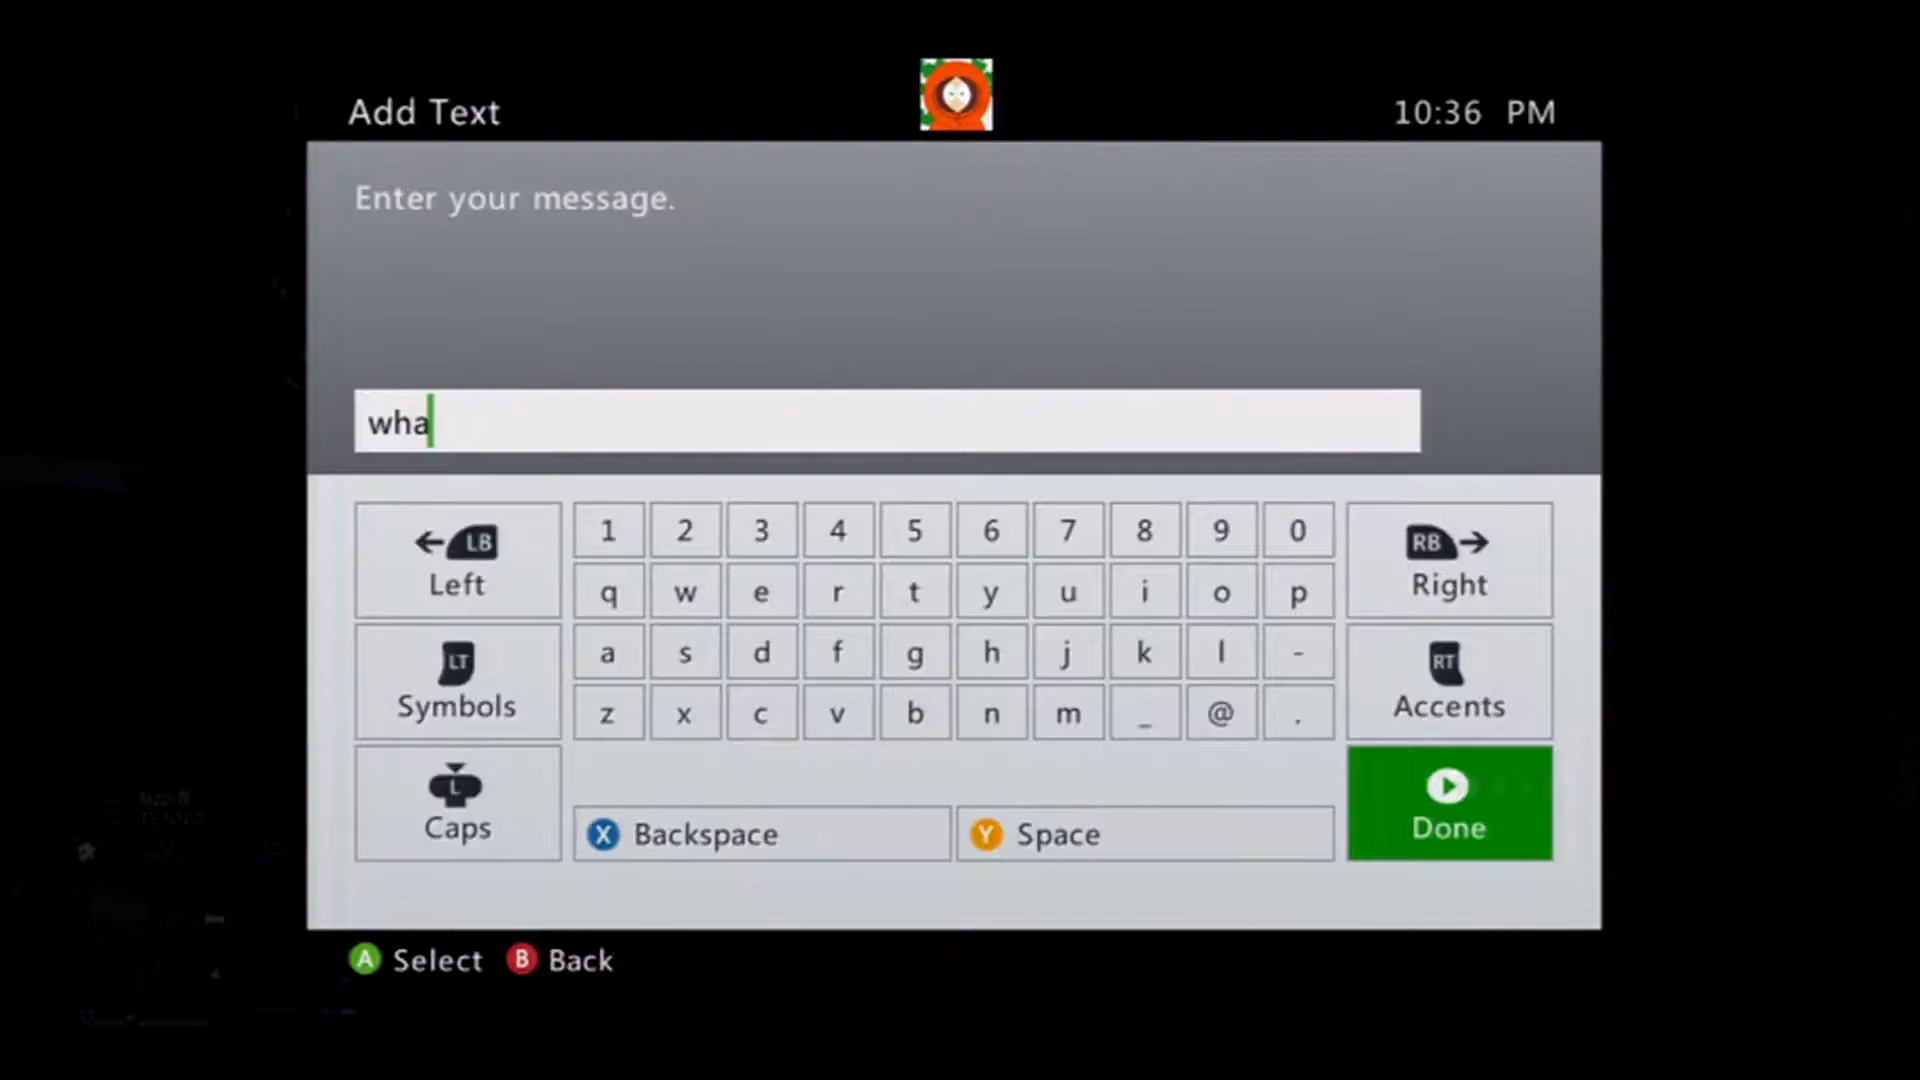 Add Text
10:36 PM
Enter your message.
wha
LB
Left
1 2 3 4 5 6 7 8 9 0
RB
Right
q w e r t y u i o p
LT
Symbols
a s d f g h j k l -
RT
Accents
z x c v b n m _ @ .
L
Caps
X Backspace
Y Space
Done
A Select B Back